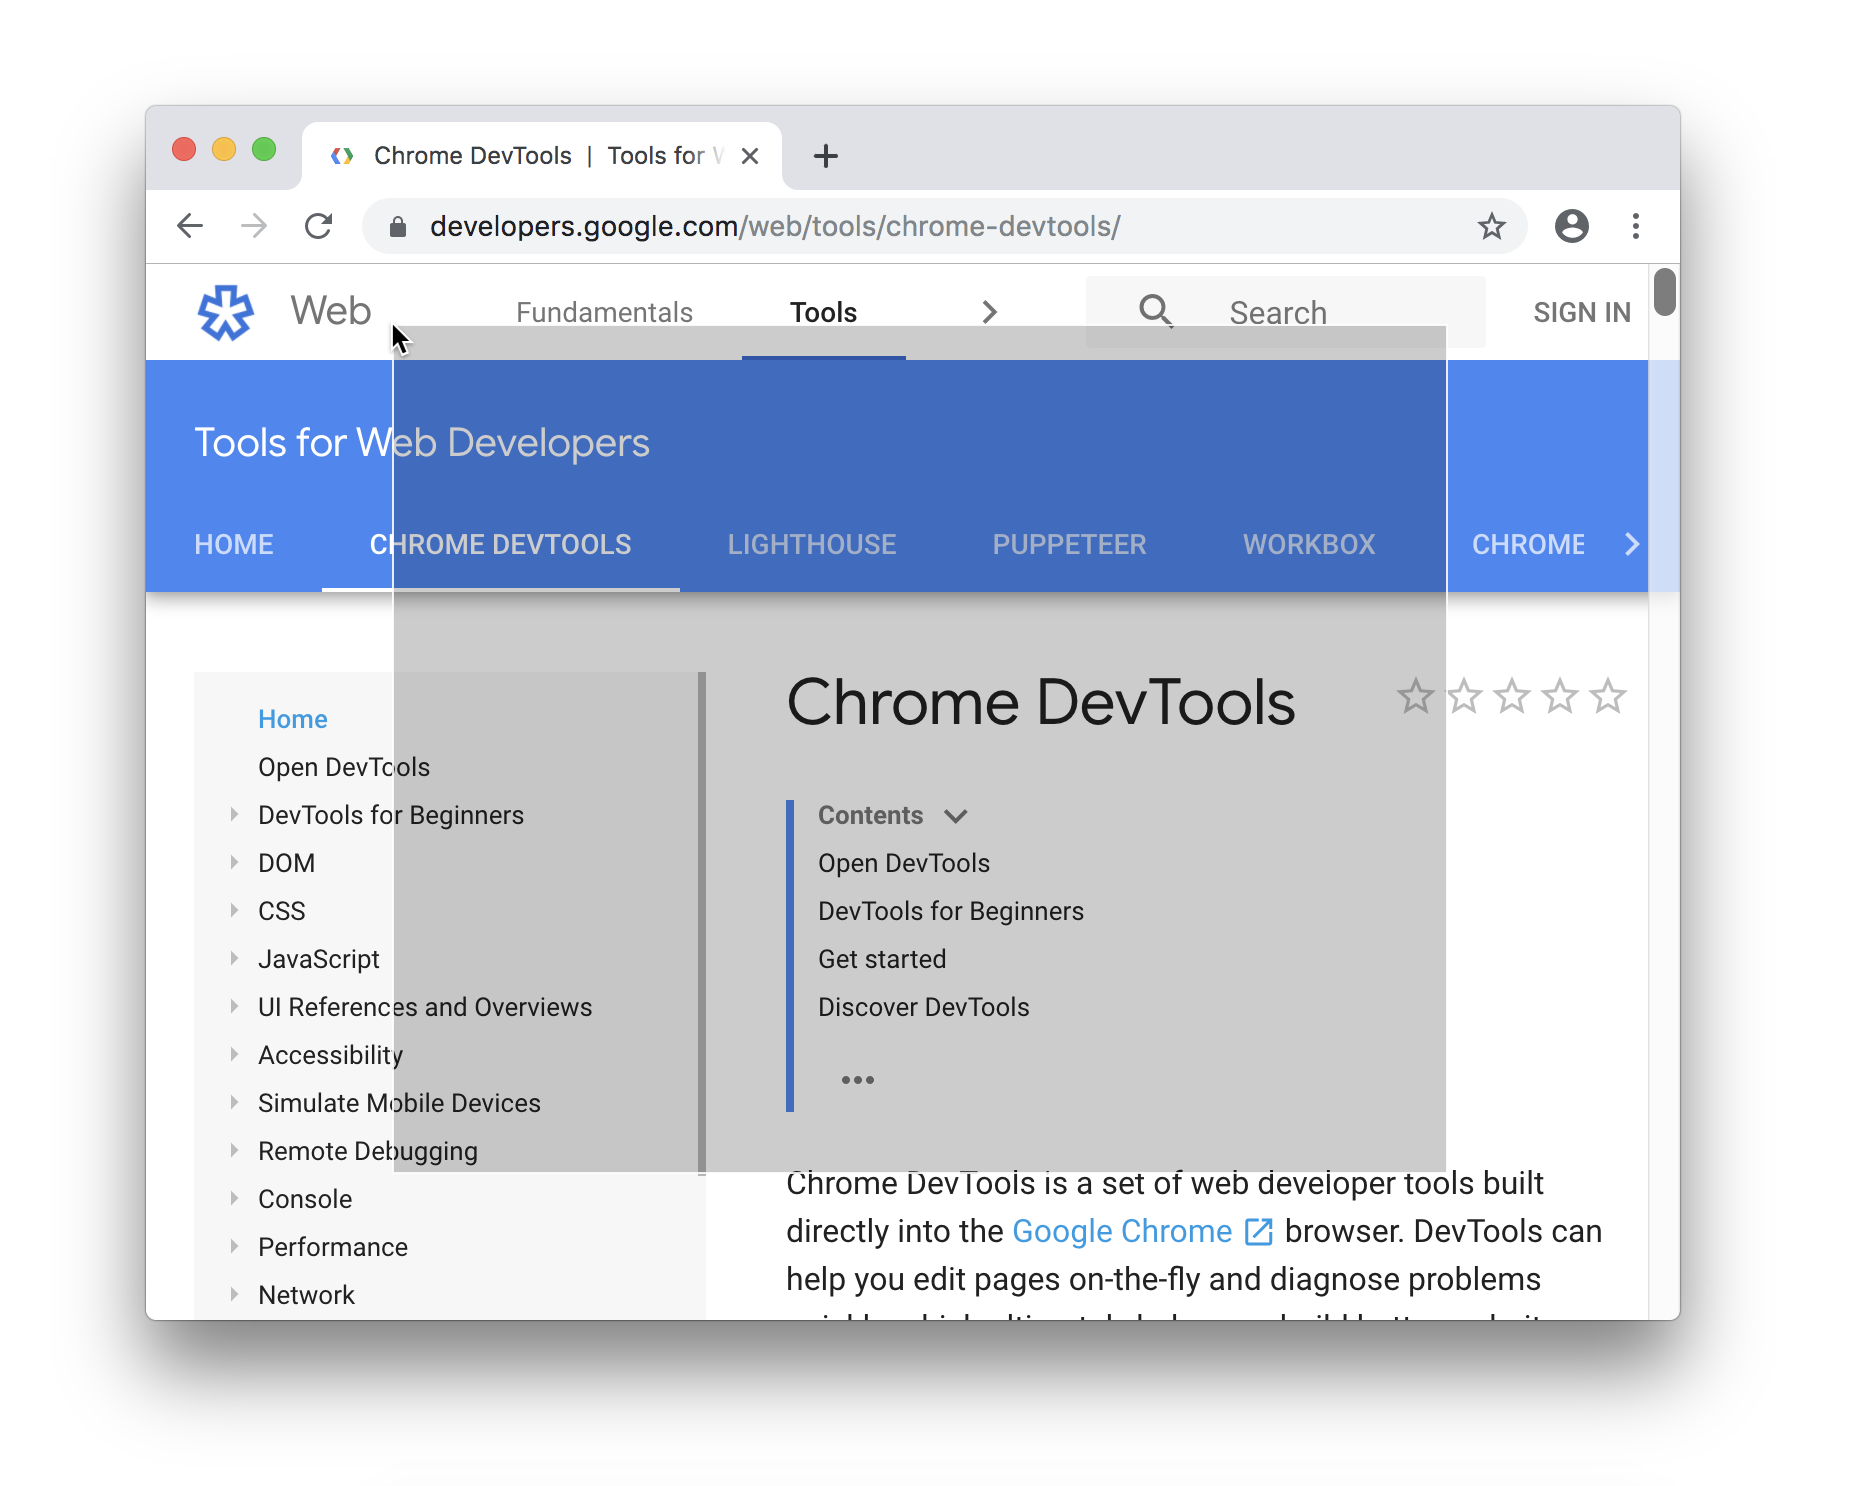 Chrome DevTools | Tools for
developers.google.com/web/tools/chrome-devtools/
Web Fundamentals Tools Search SIGN IN
Tools for Web Developers
HOME CHROME DEVTOOLS LIGHTHOUSE PUPPETEER WORKBOX CHROME
Chrome DevTools
Home
Open DevTools
DevTools for Beginners
DOM
CSS
JavaScript
UI References and Overviews
Accessibility
Simulate Mobile Devices
Remote Debugging
Console
Performance
Network
Contents
Open DevTools
DevTools for Beginners
Get started
Discover DevTools
Chrome DevTools is a set of web developer tools built
directly into the Google Chrome browser. DevTools can
help you edit pages on-the-fly and diagnose problems